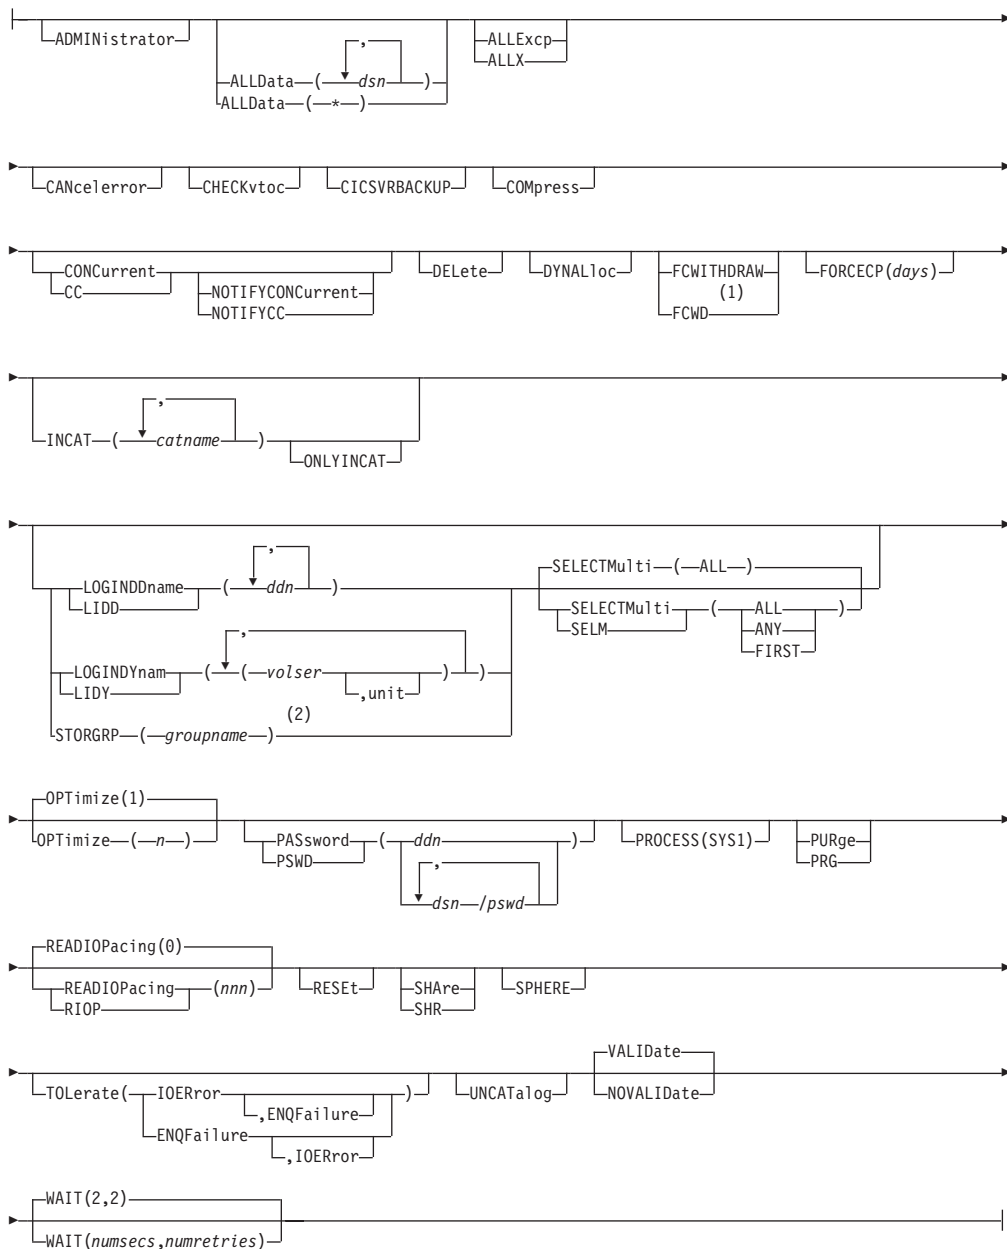 ADMINistrator
,
ALLData ( dsn )
ALLData ( * )
ALLExcp
ALLX
CANcelerror CHECKvtoc CICSVRBACKUP COMpress
CONCurrent
CC
NOTIFYCONCurrent
NOTIFYCC
DELete DYNALloc
FCWITHDRAW
(1)
FCWD
FORCECP(days)
,
INCAT ( catname )
ONLYINCAT
,
LOGINDDname ( ddn )
LIDD
,
LOGINDYnam ( ( volser ) )
LIDY ,unit
(2)
STORGRP ( groupname )
SELECTMulti ( ALL )
SELECTMulti ( ALL )
SELM ANY
FIRST
OPTimize(1)
OPTimize ( n )
PASsword ( ddn )
PSWD
,
dsn /pswd
PROCESS(SYS1)
PURge
PRG
READIOPacing(0)
READIOPacing (nnn)
RIOP
RESEt
SHAre
SHR
SPHERE
TOLerate( IOERror )
,ENQFailure
ENQFailure
,IOERror
UNCATalog
VALIDate
NOVALIDate
WAIT(2,2)
WAIT(numsecs,numretries)